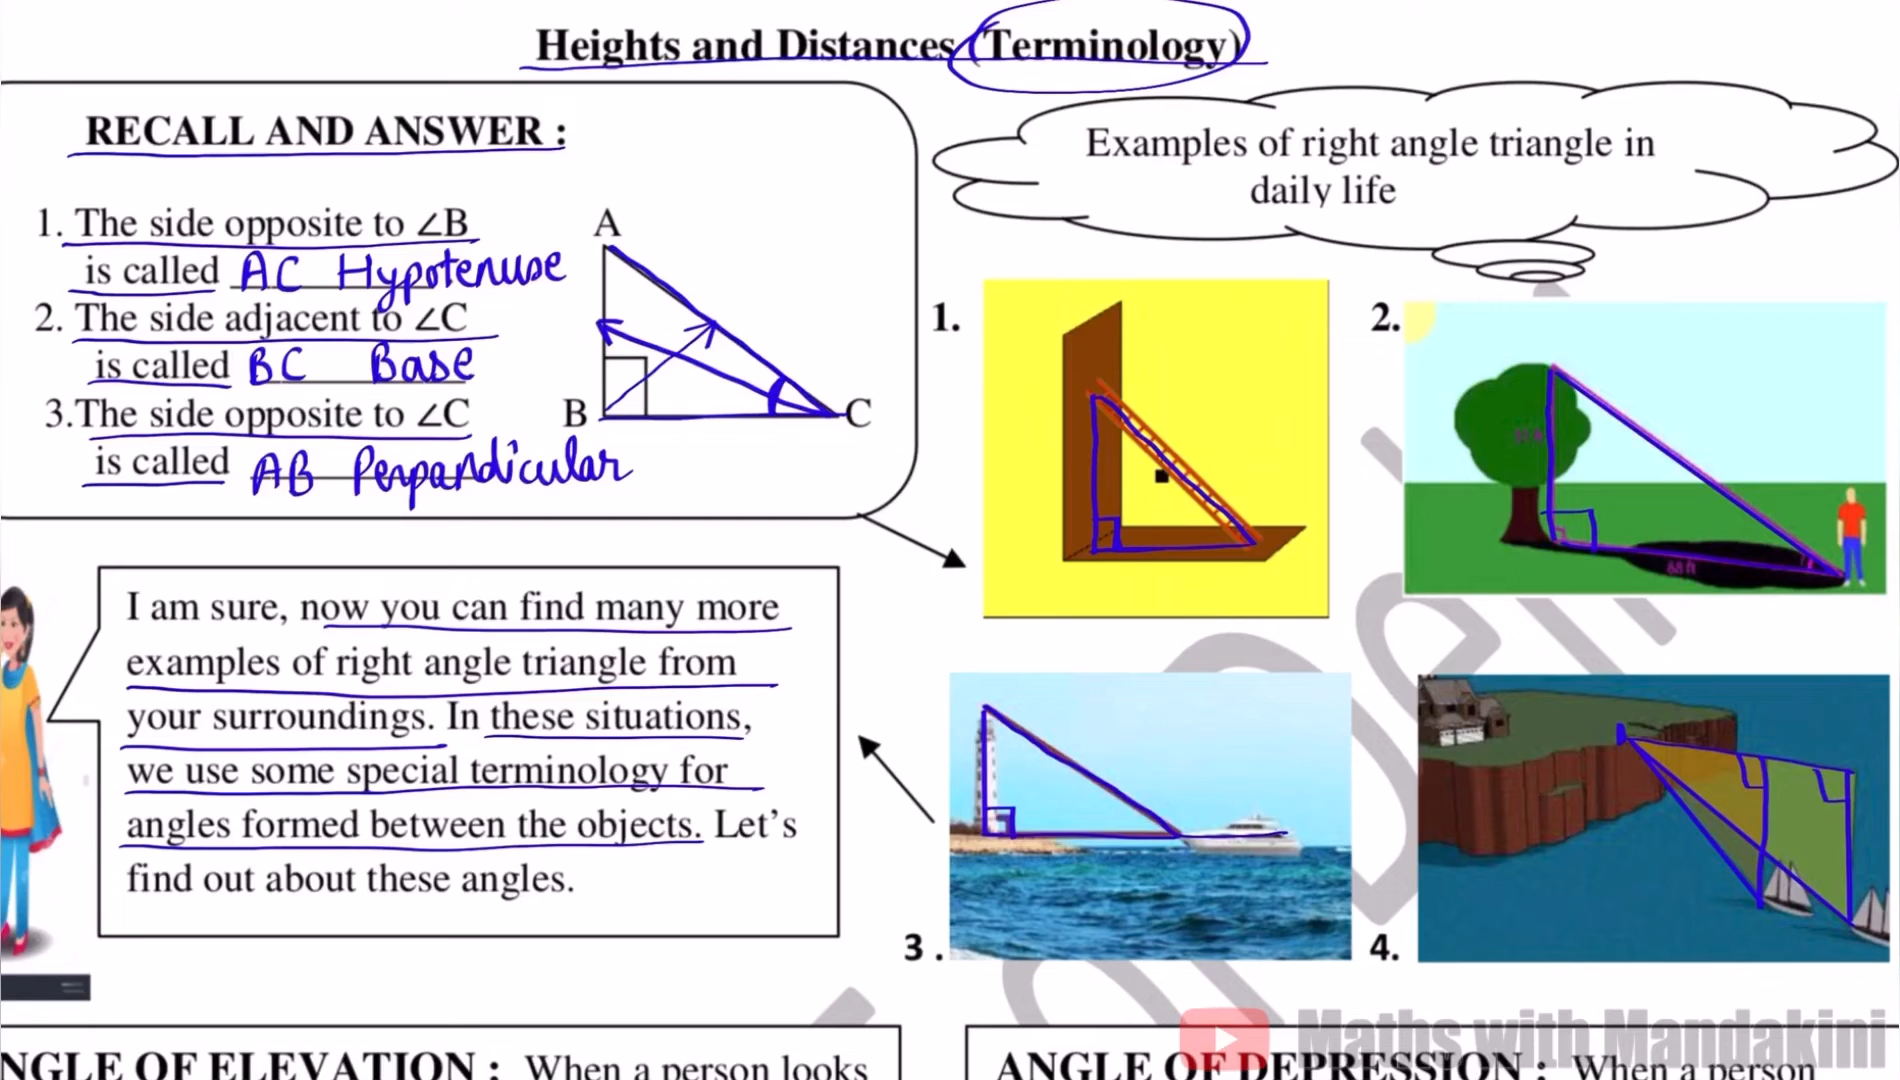 Heights and Distances (Terminology)
RECALL AND ANSWER :
1. The side opposite to ∠B
is called AC Hypotenuse
2. The side adjacent to ∠C
is called BC Base
3.The side opposite to ∠C
is called AB Perpandicular
A
B
C
Examples of right angle triangle in
daily life
1.
2.
68 ft
I am sure, now you can find many more
examples of right angle triangle from
your surroundings. In these situations,
we use some special terminology for
angles formed between the objects. Let's
find out about these angles.
3 .
4.
Maths with Mandakini
NGLE OF ELEVATION : When a person looks
ANGLE OF DEPRESSION : When a person